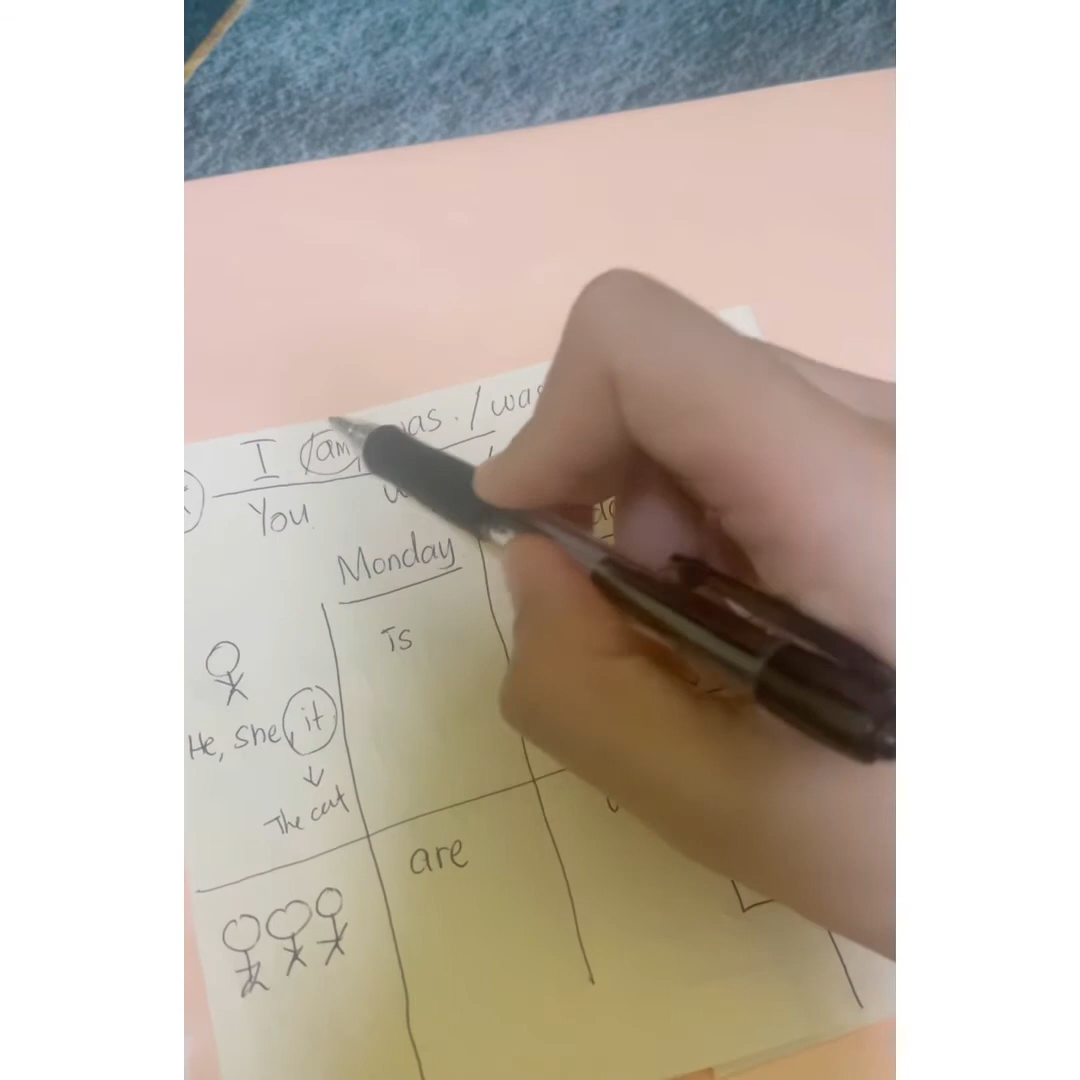 I am was. / was
You
Monday
is
He, she, it
The cat
are